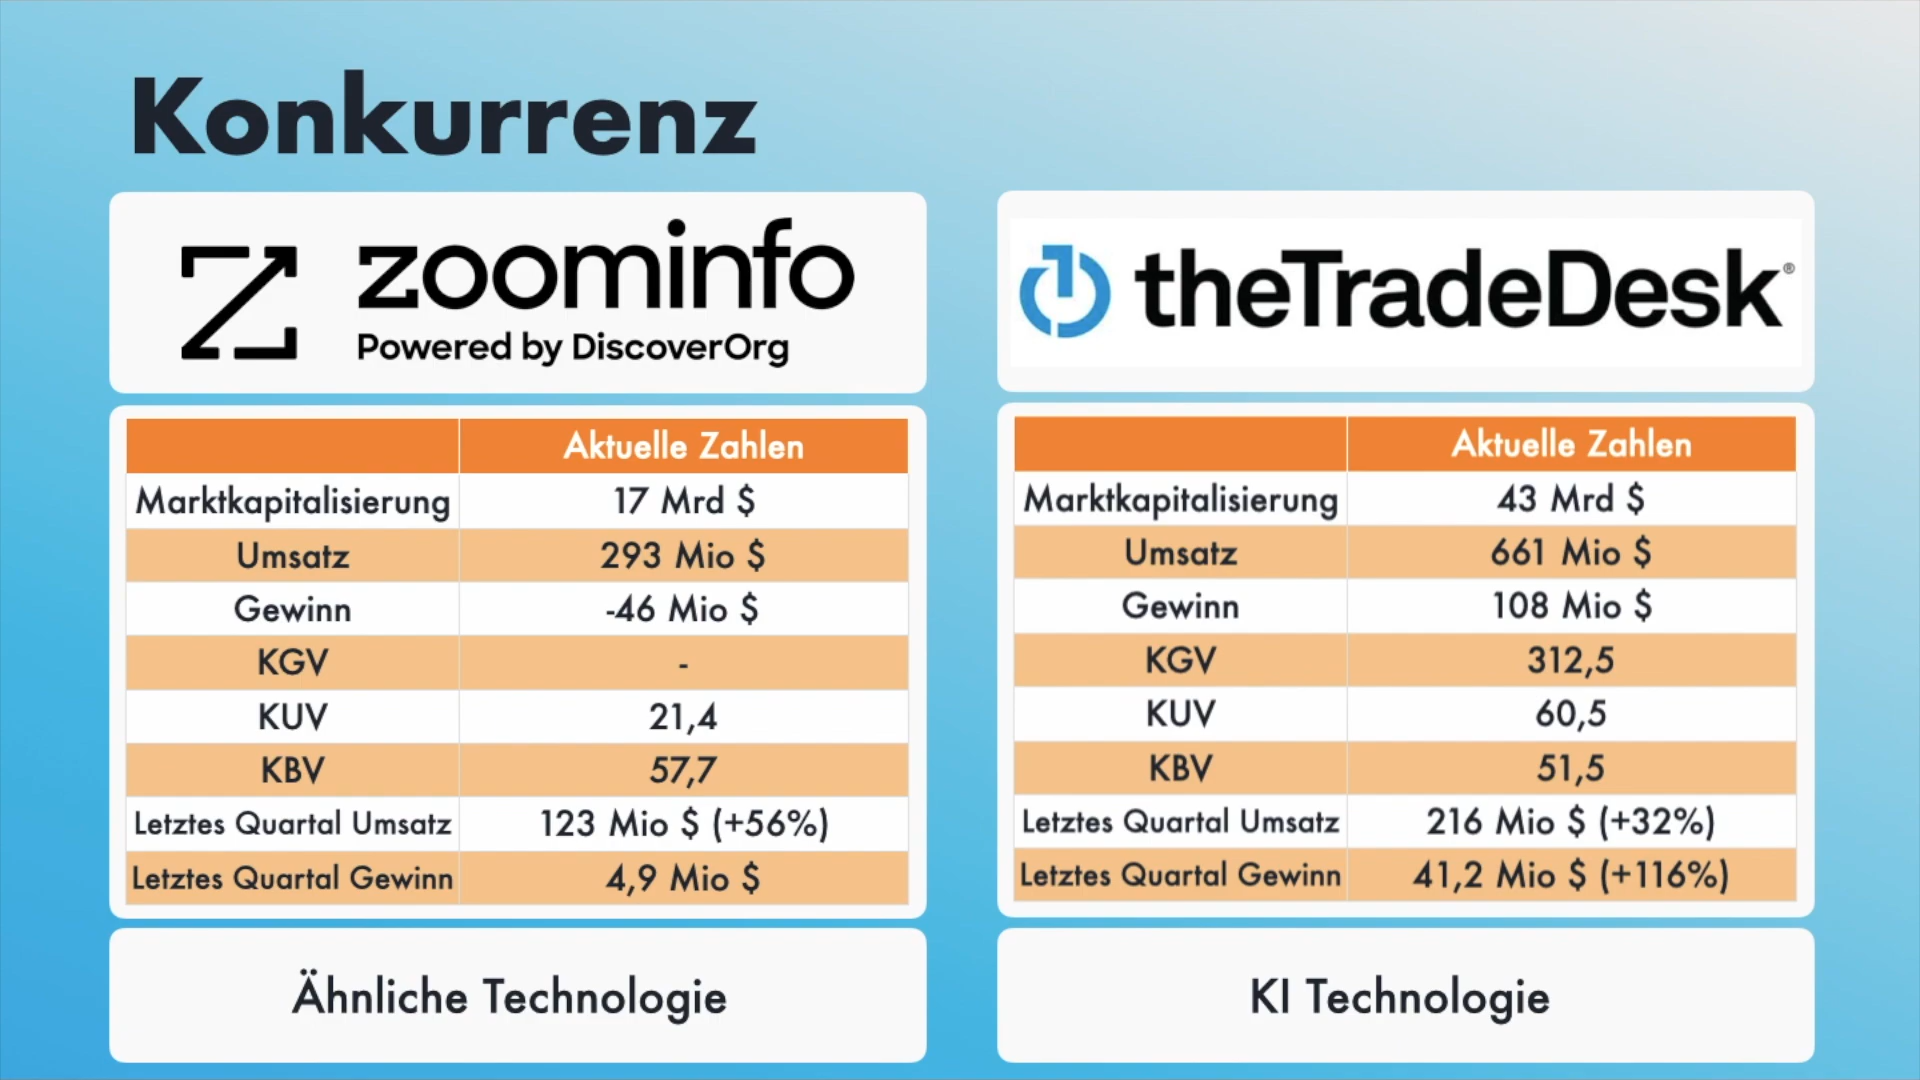 Konkurrenz
zoominfo
Powered by DiscoverOrg
Aktuelle Zahlen
Marktkapitalisierung 17 Mrd $
Umsatz 293 Mio $
Gewinn -46 Mio $
KGV -
KUV 21,4
KBV 57,7
Letztes Quartal Umsatz 123 Mio $ (+56%)
Letztes Quartal Gewinn 4,9 Mio $
Ähnliche Technologie
theTradeDesk®
Aktuelle Zahlen
Marktkapitalisierung 43 Mrd $
Umsatz 661 Mio $
Gewinn 108 Mio $
KGV 312,5
KUV 60,5
KBV 51,5
Letztes Quartal Umsatz 216 Mio $ (+32%)
Letztes Quartal Gewinn 41,2 Mio $ (+116%)
KI Technologie